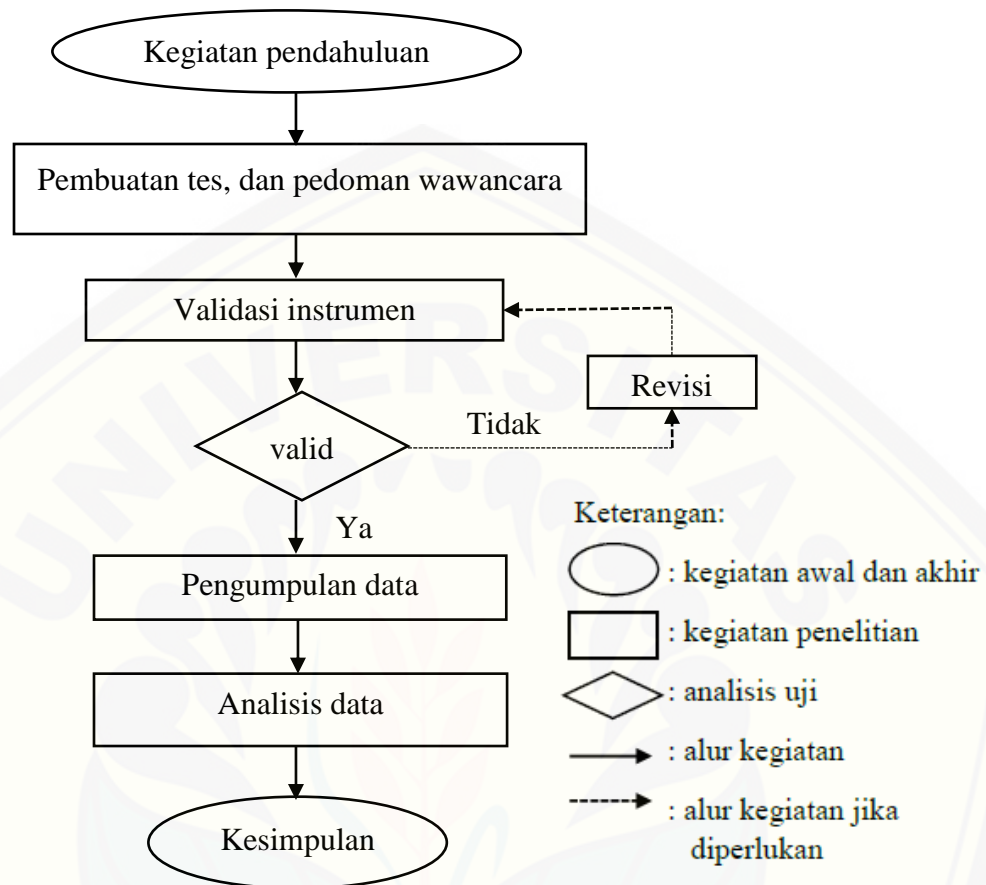 Kegiatan pendahuluan
Pembuatan tes, dan pedoman wawancara
Validasi instrumen
Revisi
Tidak
valid
Ya
Pengumpulan data
Analisis data
Kesimpulan
Keterangan:
: kegiatan awal dan akhir
: kegiatan penelitian
: analisis uji
: alur kegiatan
: alur kegiatan jika
diperlukan
UNIVERSITAS